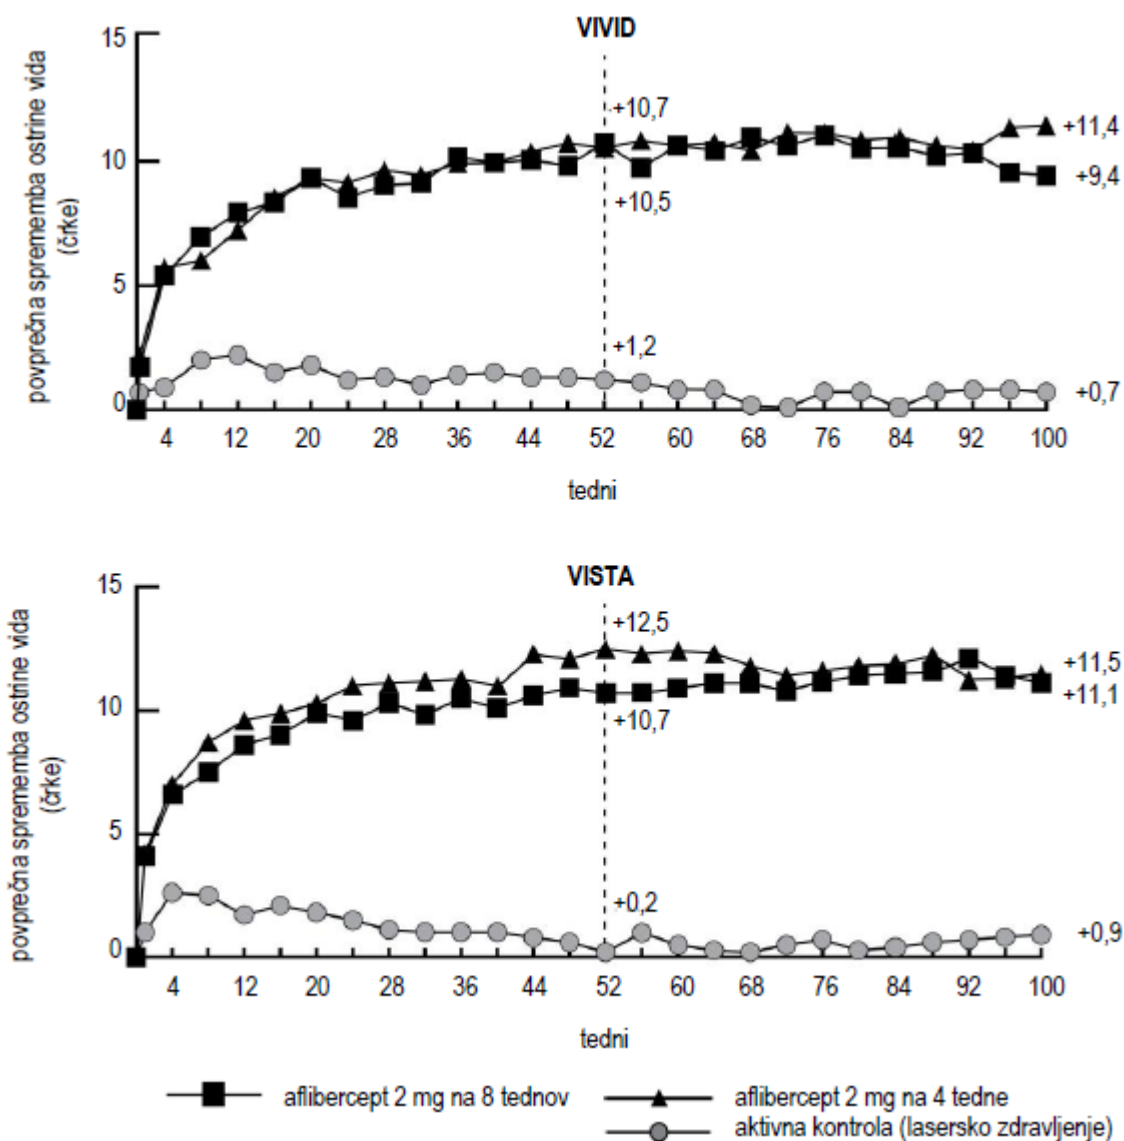 VIVID
povprečna sprememba ostrine vida
(črke)
15
10
5
0
+10,7
+10,5
+1,2
+11,4
+9,4
+0,7
4 12 20 28 36 44 52 60 68 76 84 92 100
tedni
VISTA
povprečna sprememba ostrine vida
(črke)
15
10
5
0
+12,5
+10,7
+0,2
+11,5
+11,1
+0,9
4 12 20 28 36 44 52 60 68 76 84 92 100
tedni
aflibercept 2 mg na 8 tednov
aflibercept 2 mg na 4 tedne
aktivna kontrola (lasersko zdravljenje)